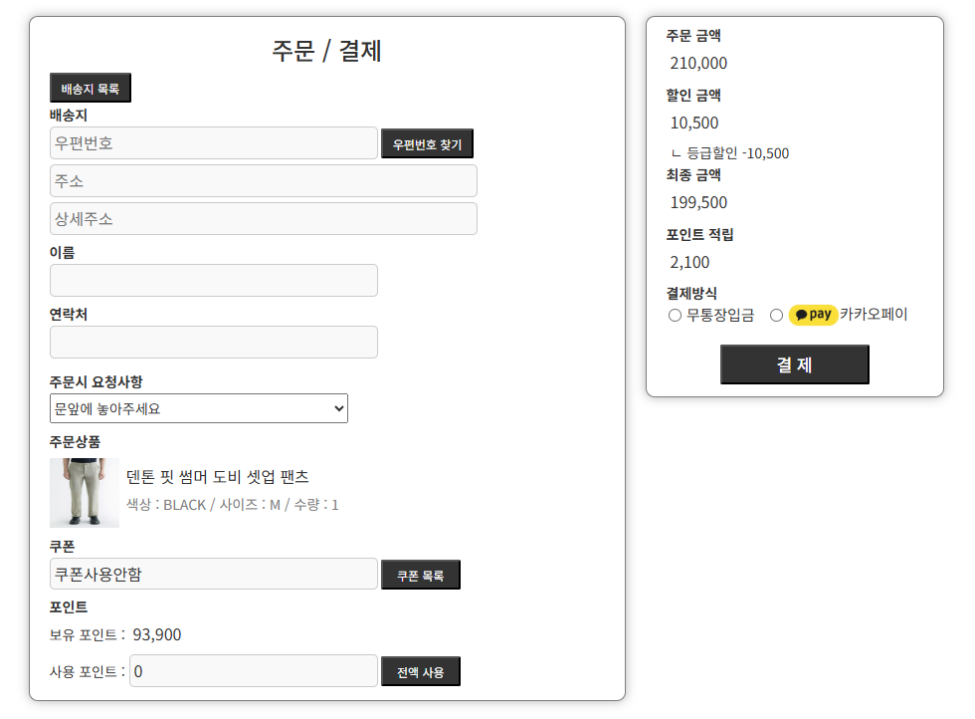 주문 / 결제
배송지 목록
배송지
우편번호
우편번호 찾기
주소
상세주소
이름
연락처
주문시 요청사항
문앞에 놓아주세요
주문상품
덴톤 핏 썸머 도비 셋업 팬츠
색상 : BLACK / 사이즈 : M / 수량 : 1
쿠폰
쿠폰사용안함
쿠폰 목록
포인트
보유 포인트 : 93,900
사용 포인트 : 0
전액 사용
주문 금액
210,000
할인 금액
10,500
ㄴ 등급할인 -10,500
최종 금액
199,500
포인트 적립
2,100
결제방식
무통장입금 pay 카카오페이
결 제